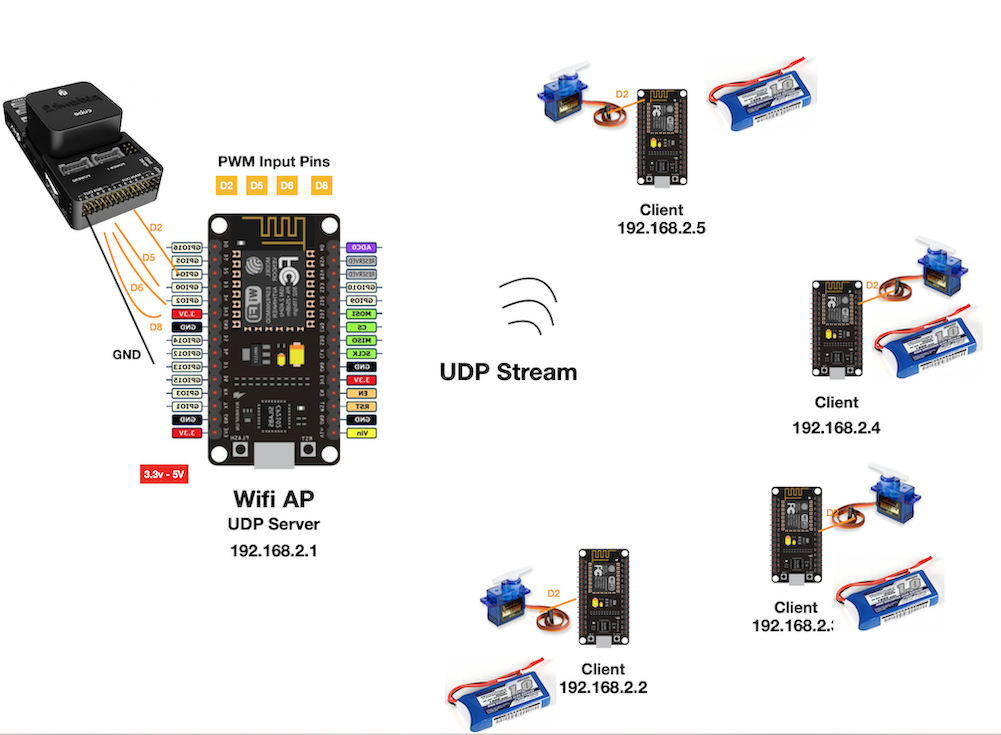 PWM Input Pins
D2 D5 D6 D8
D2
D5
D6
D8
GND
GPIO16
GPIO5
GPIO4
GPIO0
GPIO2
3.3V
GND
GPIO14
GPIO12
GPIO13
GPIO15
GPIO3
GPIO1
GND
3.3V
ADC0
RESERVED
RESERVED
GPIO10
GPIO9
MOSI
CS
MISO
SCLK
GND
3.3V
EN
RST
GND
Vin
FLASH
RST
3.3v - 5V
Wifi AP
UDP Server
192.168.2.1
UDP Stream
D2
Client
192.168.2.5
D2
Client
192.168.2.4
Client
192.168.2.
D2
Client
192.168.2.2